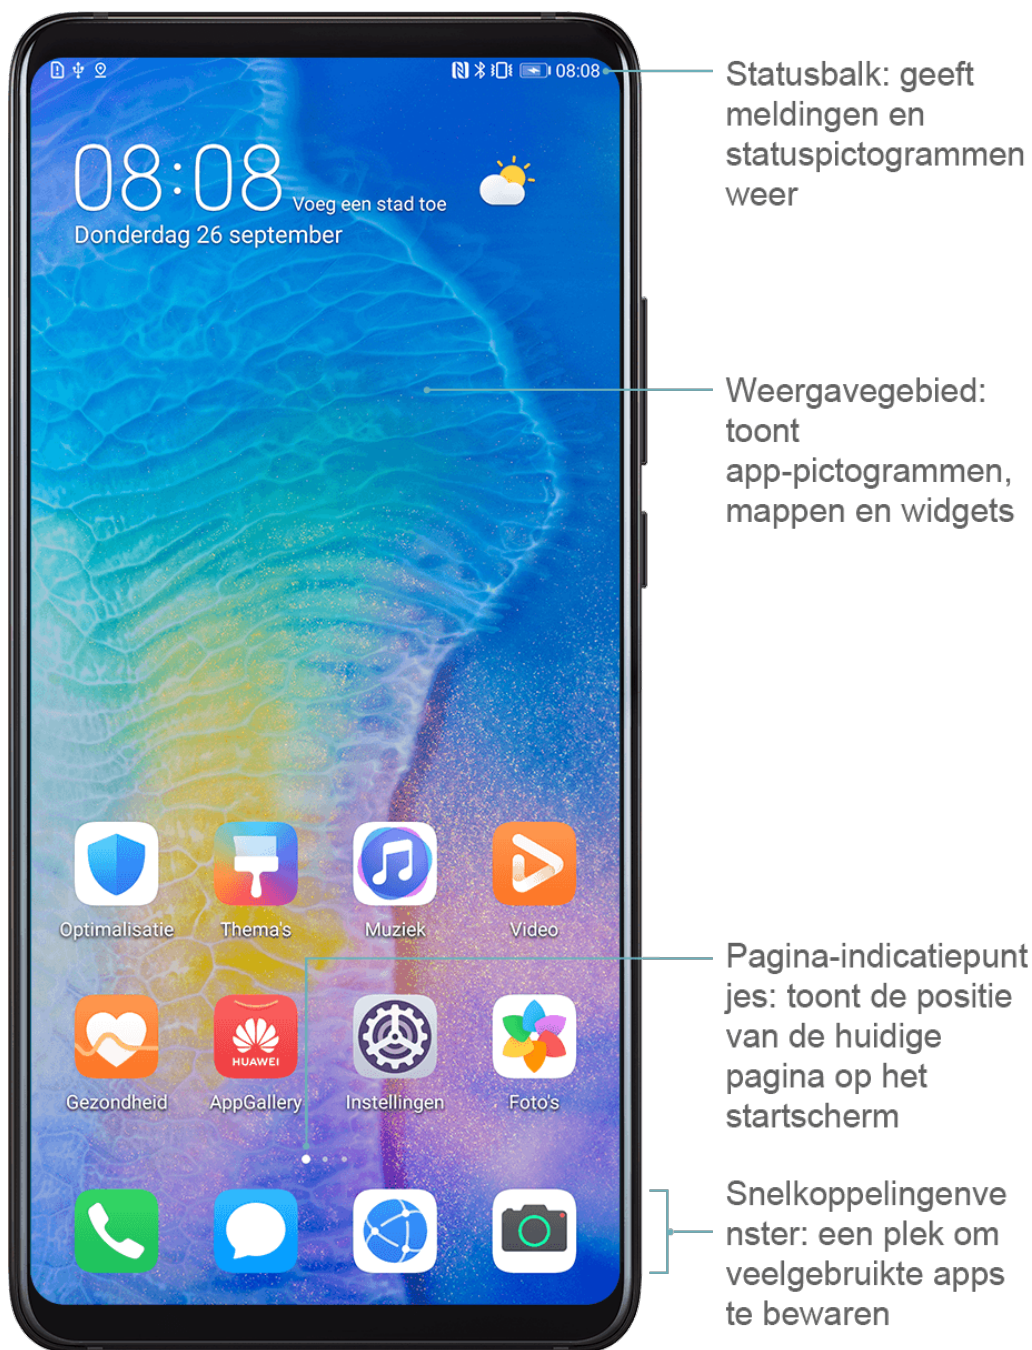 08:08
Statusbalk: geeft
meldingen en
statuspictogrammen
weer
08:08 Voeg een stad toe
Donderdag 26 september
Weergavegebied:
toont
app-pictogrammen,
mappen en widgets
Optimalisatie Thema's Muziek Video
Pagina-indicatiepunt
jes: toont de positie
van de huidige
pagina op het
startscherm
HUAWEI
Gezondheid AppGallery Instellingen Foto's
Snelkoppelingenve
nster: een plek om
veelgebruikte apps
te bewaren